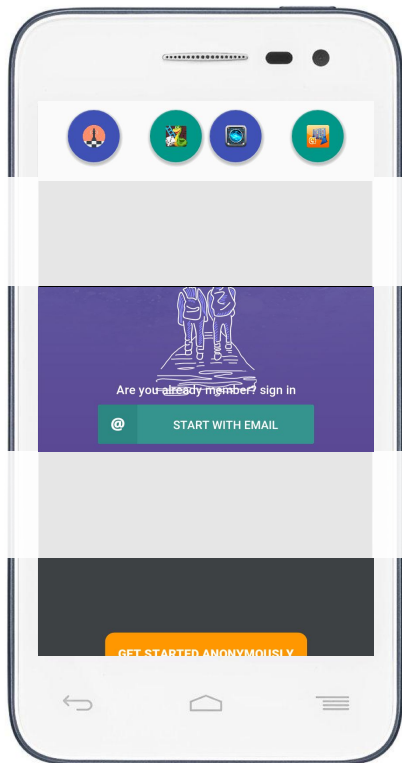 Are you already member? sign in
@ START WITH EMAIL
GET STARTED ANONYMOUSLY